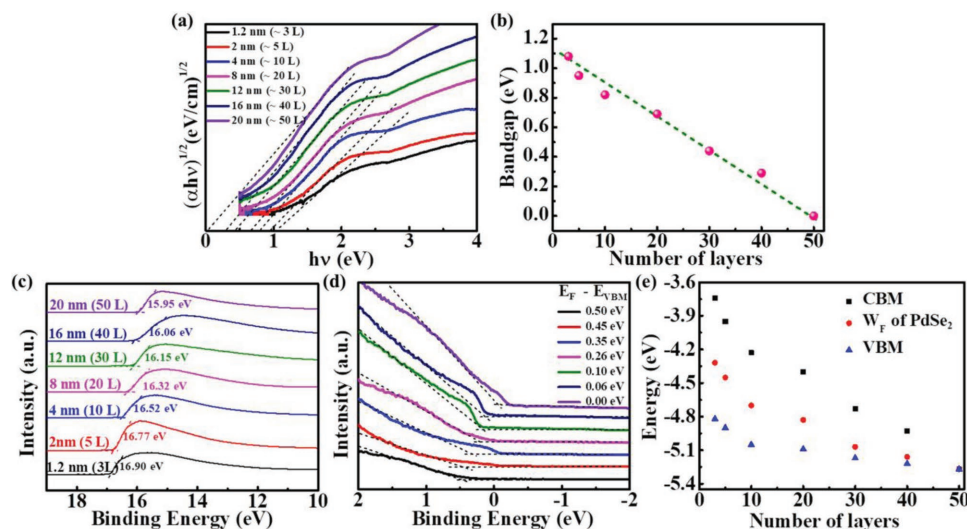 (a)
1.2 nm (~ 3 L)
2 nm (~ 5 L)
4 nm (~ 10 L)
8 nm (~ 20 L)
12 nm (~ 30 L)
16 nm (~ 40 L)
20 nm (~ 50 L)
(αhν)^1/2 (eV/cm)^1/2
0 1 2 3 4
hν (eV)
(b)
1.2
1.0
0.8
0.6
0.4
0.2
0.0
Bandgap (eV)
0 10 20 30 40 50
Number of layers
(c)
20 nm (50 L) 15.95 eV
16 nm (40 L) 16.06 eV
12 nm (30 L) 16.15 eV
8 nm (20 L) 16.32 eV
4 nm (10 L) 16.52 eV
2nm (5 L) 16.77 eV
1.2 nm (3L) 16.90 eV
Intensity (a.u.)
18 16 14 12 10
Binding Energy (eV)
(d)
E_F - E_VBM
0.50 eV
0.45 eV
0.35 eV
0.26 eV
0.10 eV
0.06 eV
0.00 eV
Intensity (a.u.)
2 1 0 -1 -2
Binding Energy (eV)
(e)
-3.6
-3.9
-4.2
-4.5
-4.8
-5.1
-5.4
Energy (eV)
CBM
W_F of PdSe₂
VBM
0 10 20 30 40 50
Number of layers